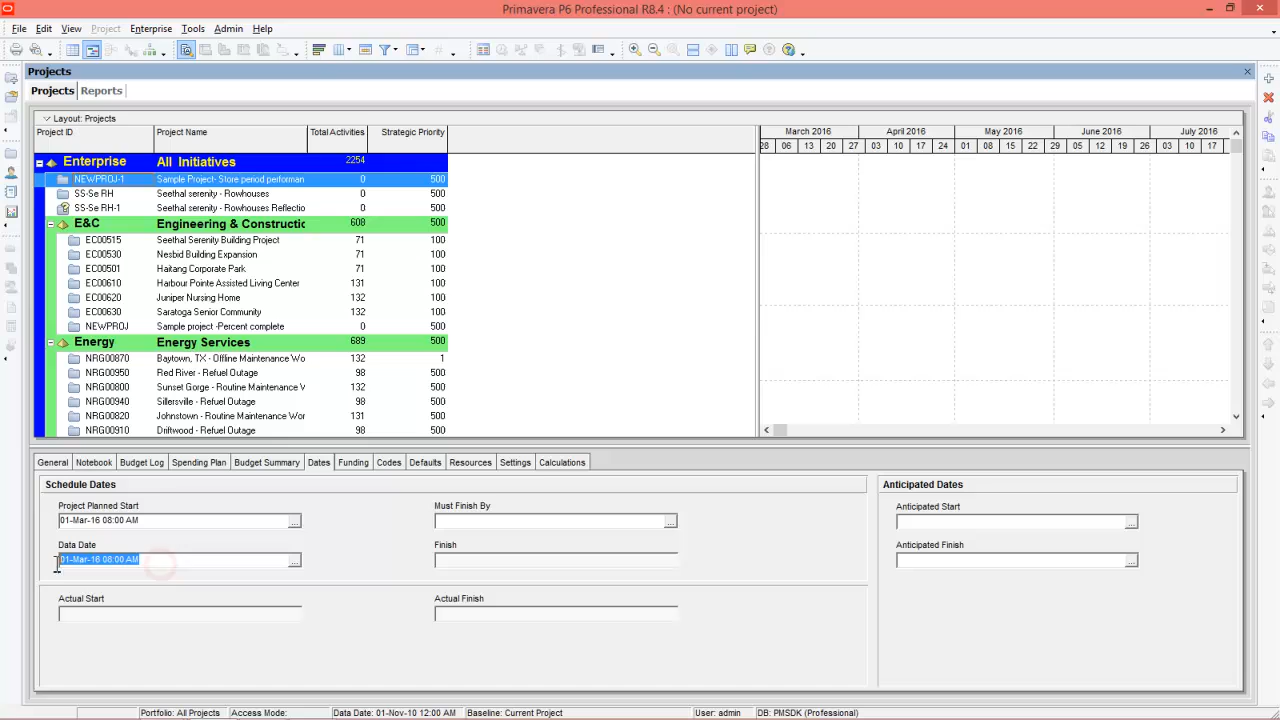 Primavera P6 Professional R8.4 : (No current project)
File Edit View Project Enterprise Tools Admin Help
Projects
Projects Reports
Layout: Projects
Project ID Project Name Total Activities Strategic Priority
March 2016 April 2016 May 2016 June 2016 July 2016
28 06 13 20 27 03 10 17 24 01 08 15 22 29 05 12 19 26 03 10 17
Enterprise All Initiatives 2254
NEWPROJ-1 Sample Project- Store period performan 0 500
SS-Se RH Seethal serenity - Rowhouses 0 500
SS-Se RH-1 Seethal serenity - Rowhouses Reflectio 0 500
E&C Engineering & Constructic 608 500
EC00515 Seethal Serenity Building Project 71 100
EC00530 Nesbid Building Expansion 71 100
EC00501 Haitang Corporate Park 71 100
EC00610 Harbour Pointe Assisted Living Center 131 100
EC00620 Juniper Nursing Home 132 100
EC00630 Saratoga Senior Community 132 100
NEWPROJ Sample project -Percent complete 0 500
Energy Energy Services 689 500
NRG00870 Baytown, TX - Offline Maintenance Wo 132 1
NRG00950 Red River - Refuel Outage 98 500
NRG00800 Sunset Gorge - Routine Maintenance V 132 500
NRG00940 Sillersville - Refuel Outage 98 500
NRG00820 Johnstown - Routine Maintenance Wor 131 500
NRG00910 Driftwood - Refuel Outage 98 500
General Notebook Budget Log Spending Plan Budget Summary Dates Funding Codes Defaults Resources Settings Calculations
Schedule Dates Anticipated Dates
Project Planned Start Must Finish By Anticipated Start
01-Mar-16 08:00 AM
Data Date Finish Anticipated Finish
01-Mar-16 08:00 AM
Actual Start Actual Finish
Portfolio: All Projects Access Mode: Data Date: 01-Nov-10 12:00 AM Baseline: Current Project User: admin DB: PMSDK (Professional)